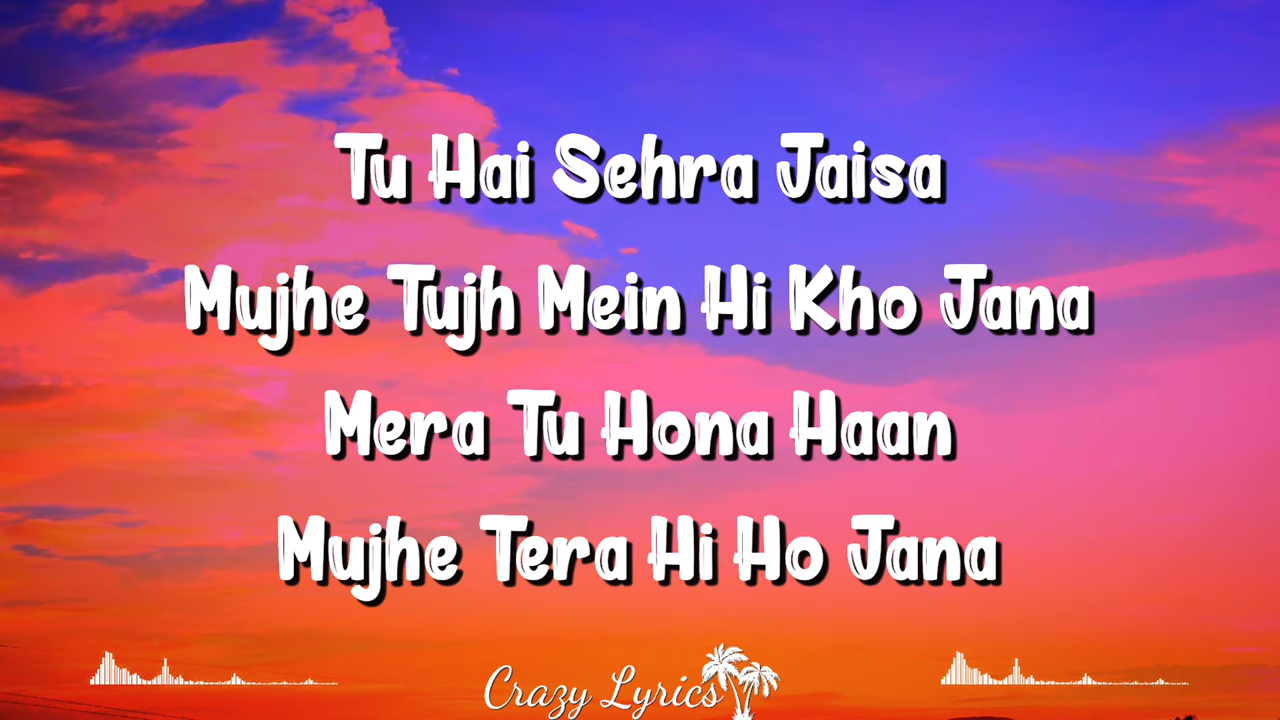 Tu Hai Sehra Jaisa
Mujhe Tujh Mein Hi Kho Jana
Mera Tu Hona Haan
Mujhe Tera Hi Ho Jana
Crazy Lyrics